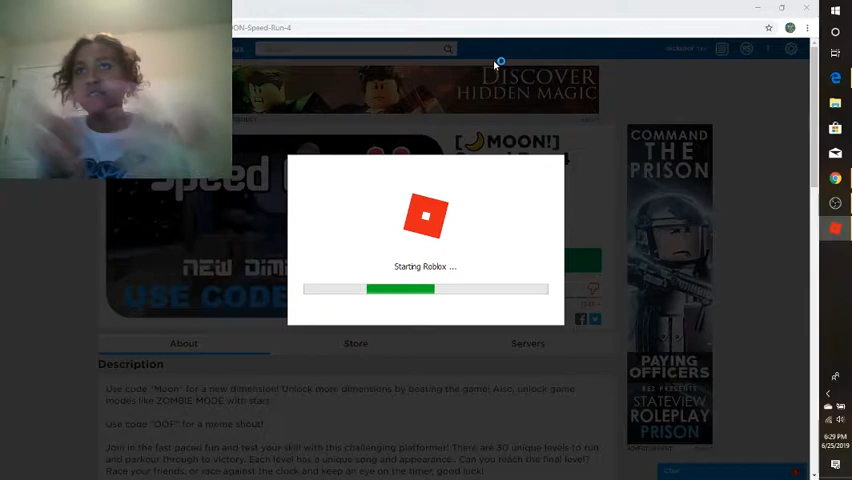 OON-Speed-Run-4
DISCOVER
HIDDEN MAGIC
[🌙MOON!]
Speed
NEW DIM
USE CODE
Starting Roblox ...
COMMAND
THE
PRISON
PAYING
OFFICERS
REZ PRESENTS
STATEVIEW
ROLEPLAY
PRISON
About
Store
Servers
Description
Use code "Moon" for a new dimension! Unlock more dimensions by beating the game! Also, unlock game
modes like ZOMBIE MODE with stars
Use code "OOF" for a meme shout!
Join in the fast paced fun and test your skill with this challenging platformer! There are 30 unique levels to run
and parkour through to victory. Each level has a unique song and appearance. Can you reach the final level?
Race your friends, or race against the clock and keep an eye on the timer, good luck!
Chat
6:29 PM
6/25/2019